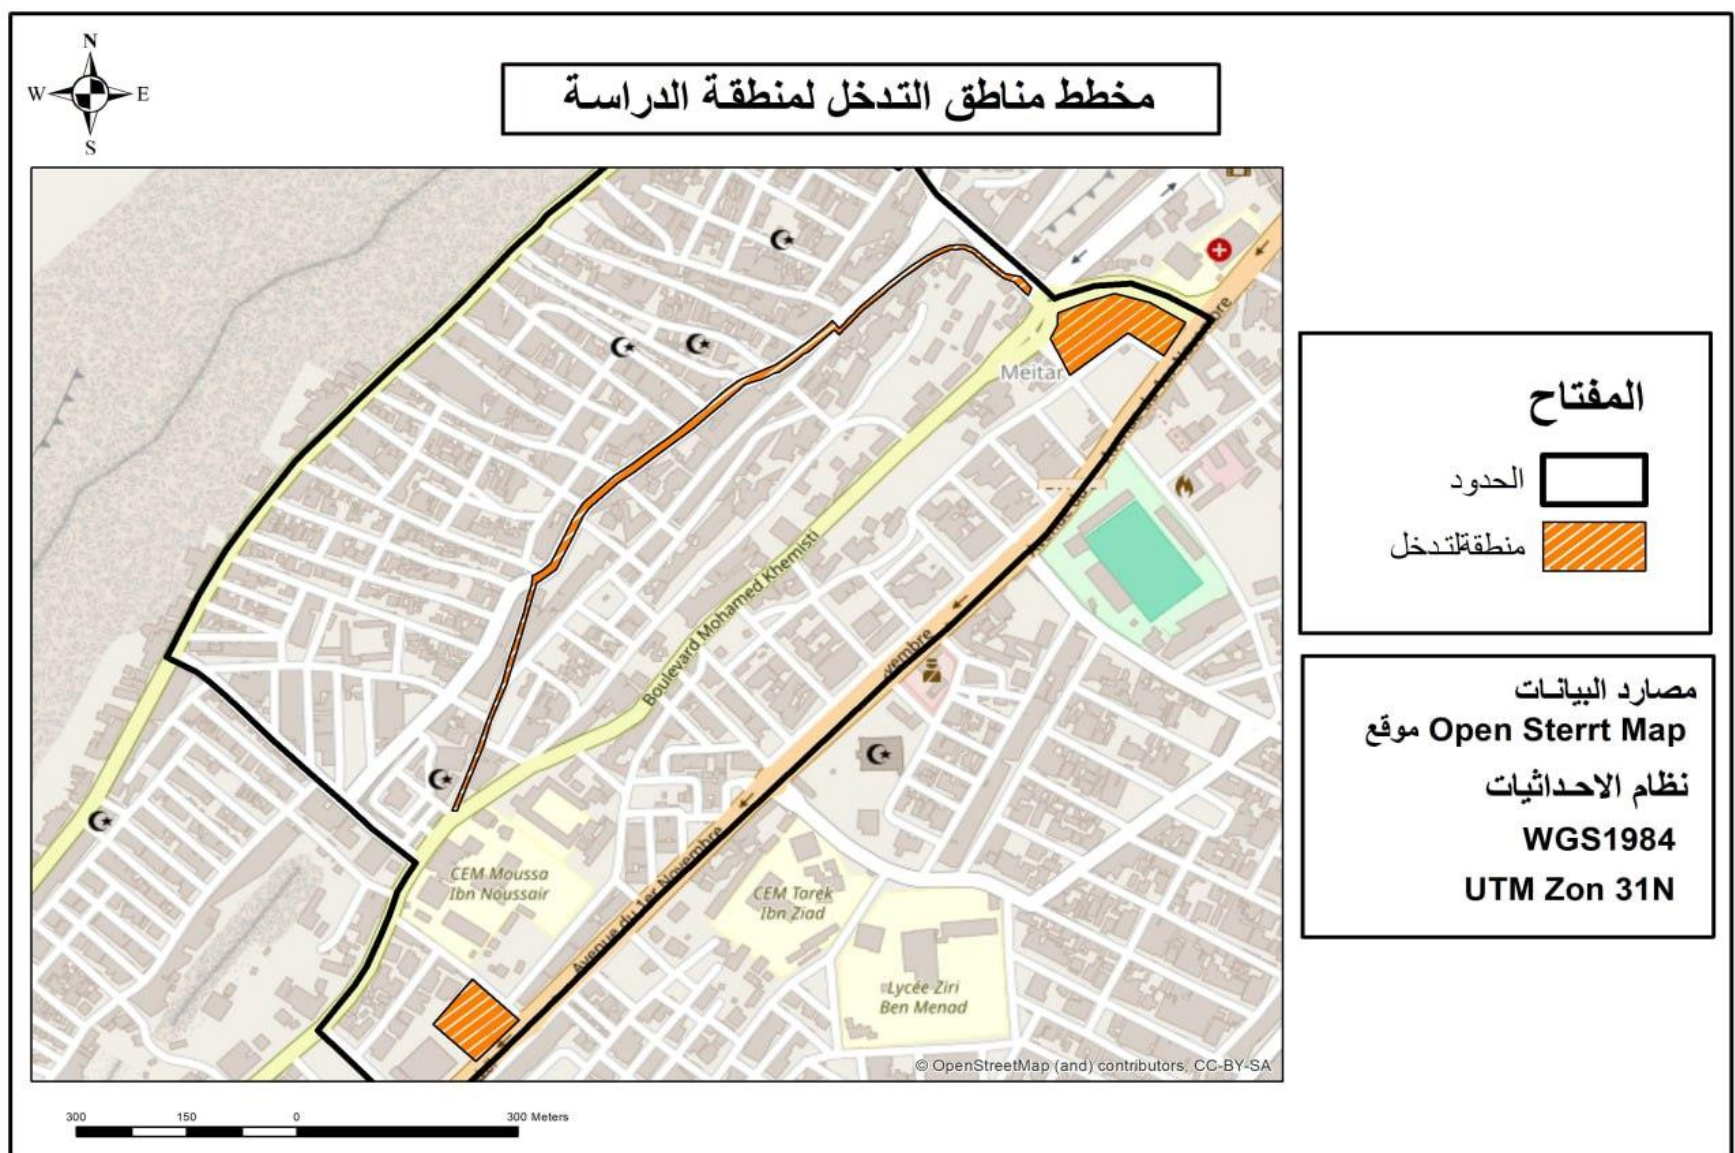 N
W E
S
مخطط مناطق التدخل لمنطقة الدراسة
Meitar
Boulevard Mohamed Khemisti
vembre
Avenue du 1er Novembre
CEM Moussa
Ibn Noussair
CEM Tarek
Ibn Ziad
Lycée Ziri
Ben Menad
© OpenStreetMap (and) contributors, CC-BY-SA
المفتاح
الحدود
منطقةلتدخل
مصارد البيانات
موقع Open Sterrt Map
نظام الاحداثيات
WGS1984
UTM Zon 31N
300 150 0 300 Meters